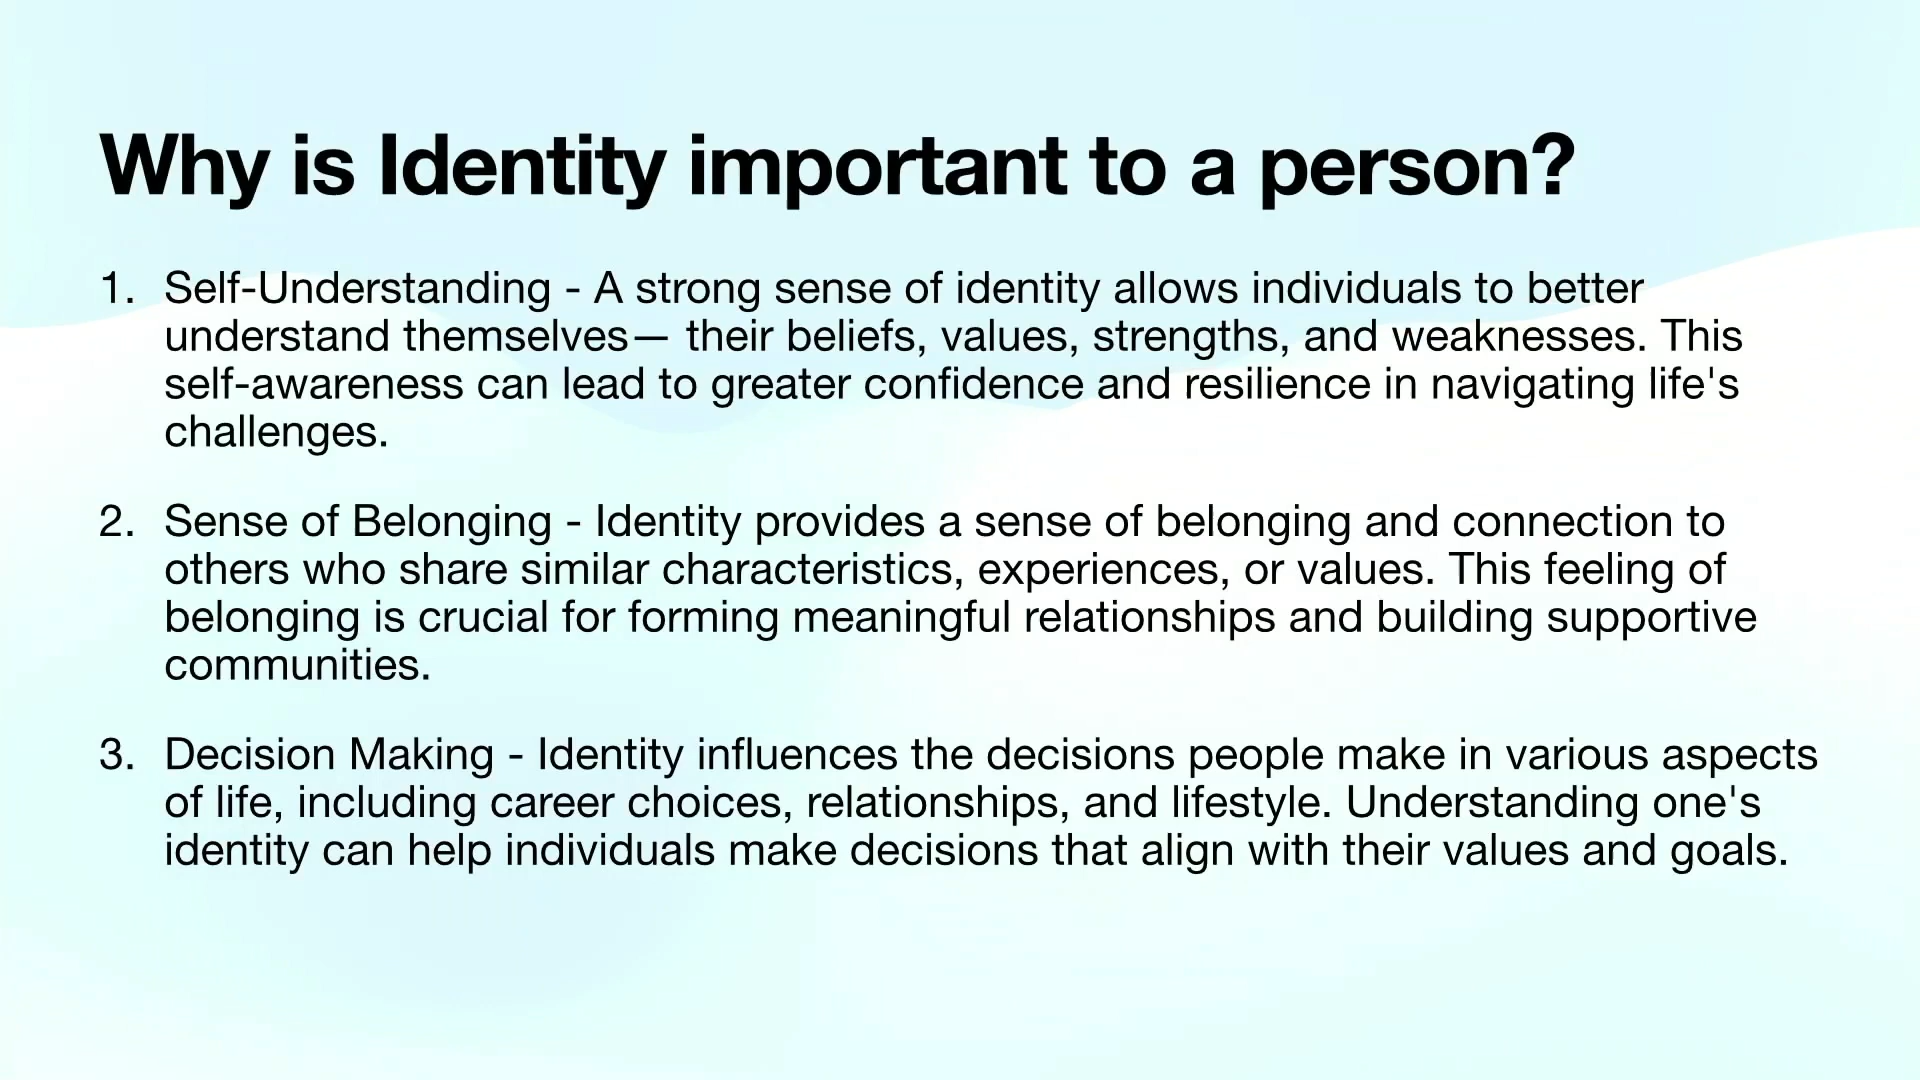 Why is Identity important to a person?
1. Self-Understanding - A strong sense of identity allows individuals to better
understand themselves— their beliefs, values, strengths, and weaknesses. This
self-awareness can lead to greater confidence and resilience in navigating life's
challenges.
2. Sense of Belonging - Identity provides a sense of belonging and connection to
others who share similar characteristics, experiences, or values. This feeling of
belonging is crucial for forming meaningful relationships and building supportive
communities.
3. Decision Making - Identity influences the decisions people make in various aspects
of life, including career choices, relationships, and lifestyle. Understanding one's
identity can help individuals make decisions that align with their values and goals.